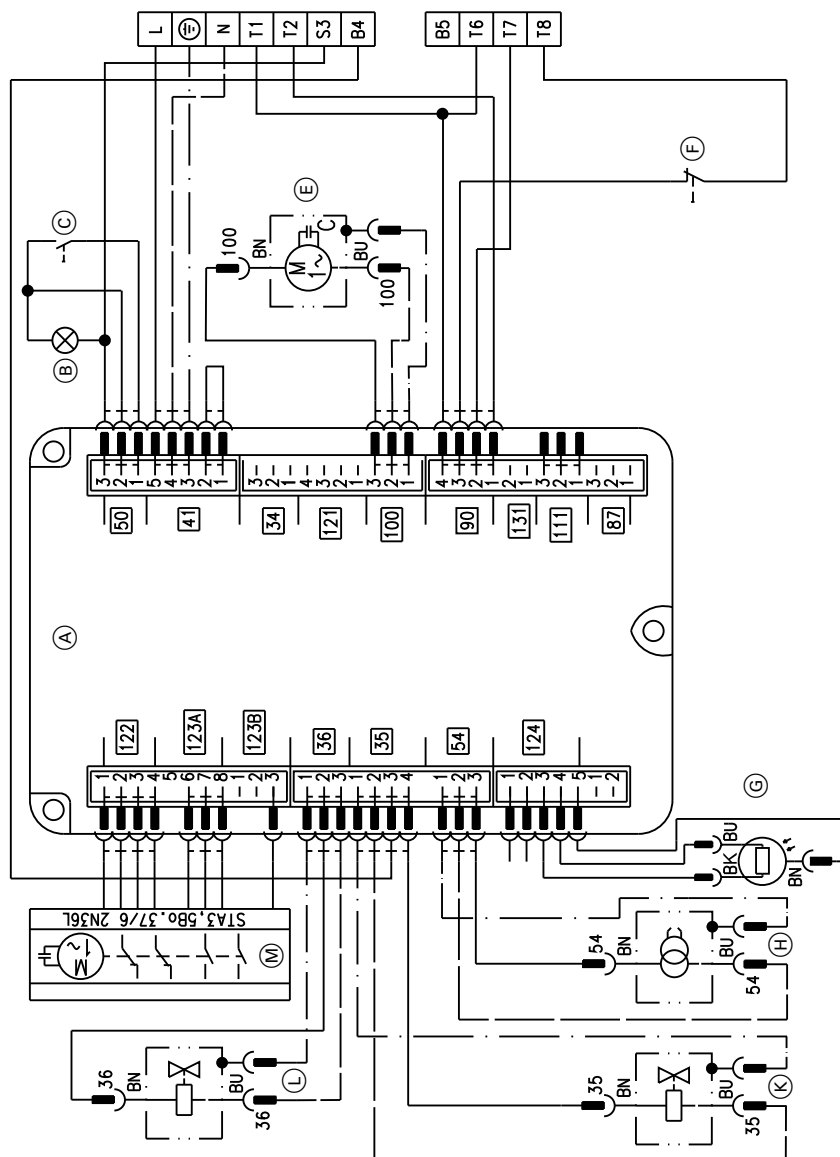 L
N
T1
T2
S3
B4
B5
T6
T7
T8
F
C
E
B
100
BN
M
1~
C
BU
100
3 2 1 5 4 3 2 1
3 2 1 4 3 2 1 3 2 1
4 3 2 1 2 1 3 2 1 3 2 1
50
41
34
121
100
90
131
111
87
A
122
123A
123B
36
35
54
124
1 2 3 4 5 6 7 8 1 2 3
1 2 3 1 2 3 4 1 2 3
1 2 3 4 5 1 2
G
BK
BU
BN
STA3,5Bo.37/6 2N36L
M
1~
M
54
BN
BU
54
H
36
BN
BU
36
L
35
BN
BU
35
K